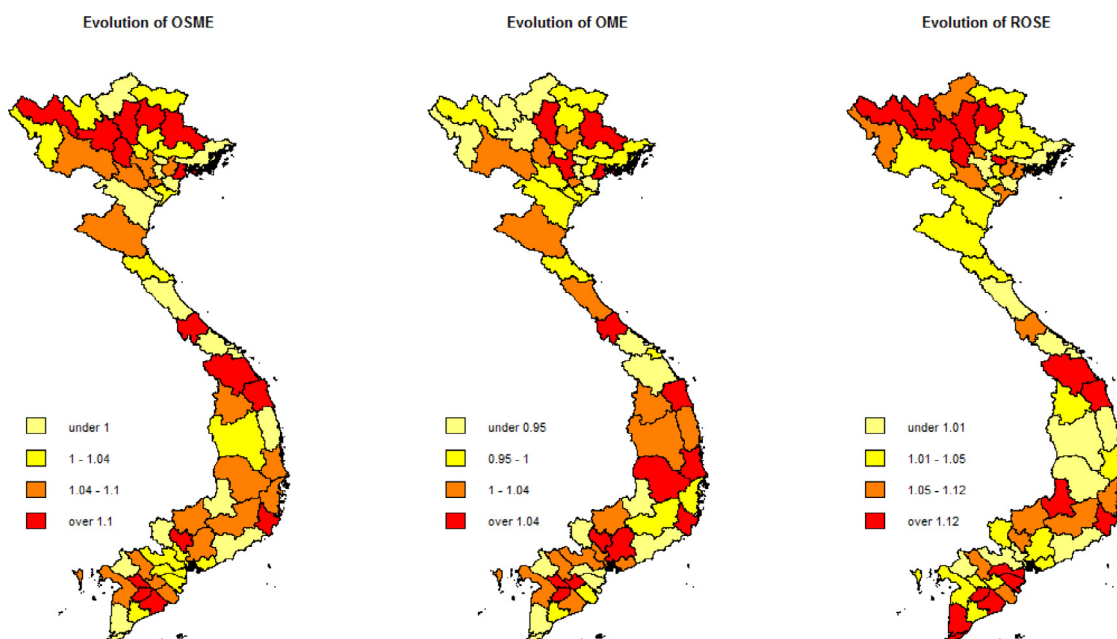 Evolution of OSME
Evolution of OME
Evolution of ROSE
under 1
1 - 1.04
1.04 - 1.1
over 1.1
under 0.95
0.95 - 1
1 - 1.04
over 1.04
under 1.01
1.01 - 1.05
1.05 - 1.12
over 1.12